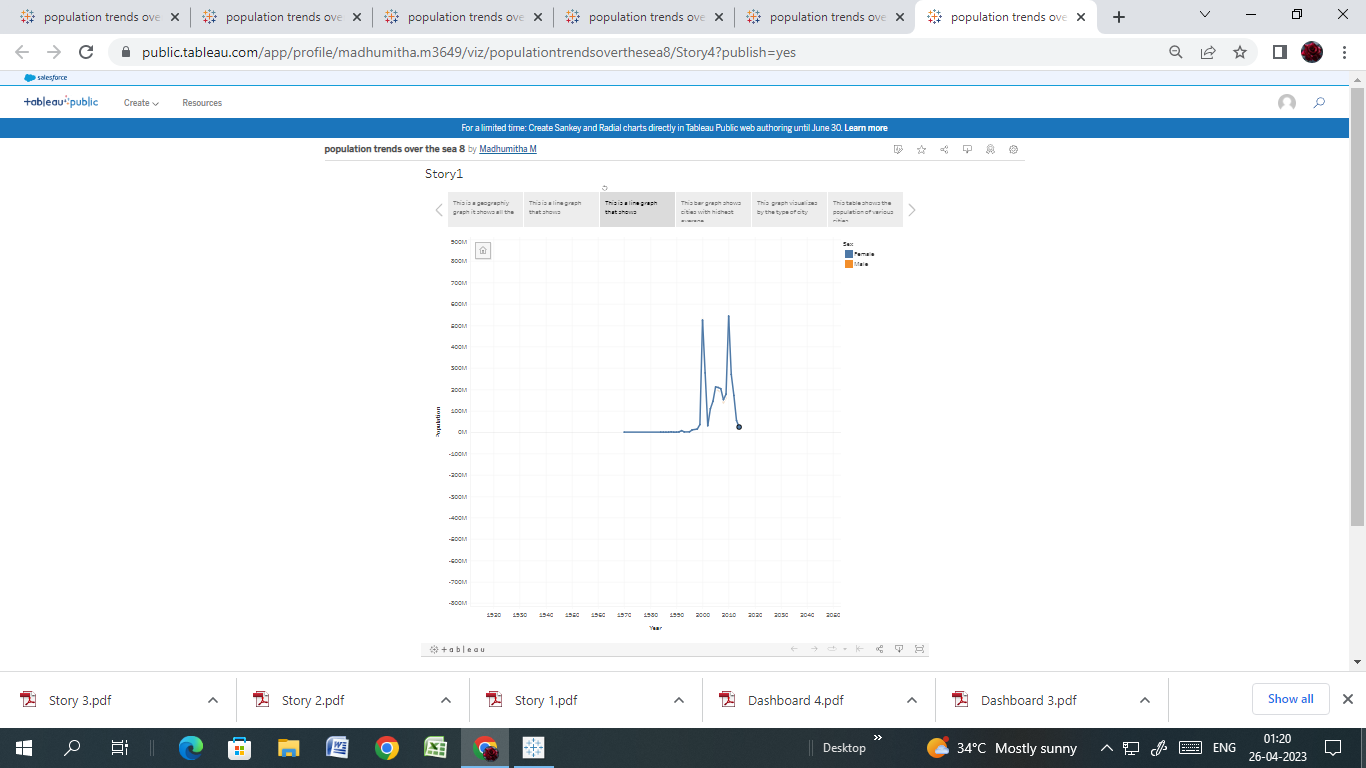 population trends ove
population trends ove
population trends ove
population trends ove
population trends ove
population trends ove
public.tableau.com/app/profile/madhumitha.m3649/viz/populationtrendsoverthesea8/Story4?publish=yes
salesforce
+ab|eau public
Create
Resources
For a limited time: Create Sankey and Radial charts directly in Tableau Public web authoring until June 30. Learn more
population trends over the sea 8 by Madhumitha M
Story1
This is a geography
graph it shows all the
This is a line graph
that shows
This is a line graph
that shows
This bar graph shows
cities with highest
This graph visualizes
by the type of city
This table shows the
population of various
cities
900M
800M
700M
600M
500M
400M
300M
200M
100M
0M
-100M
-200M
-300M
-400M
-500M
-600M
-700M
-800M
Population
Sex
Female
Male
1920
1930
1940
1950
1960
1970
1980
1990
2000
2010
2020
2030
2040
2050
Year
+ab|eau
Story 3.pdf
Story 2.pdf
Story 1.pdf
Dashboard 4.pdf
Dashboard 3.pdf
Show all
Desktop
34°C Mostly sunny
ENG
01:20
26-04-2023